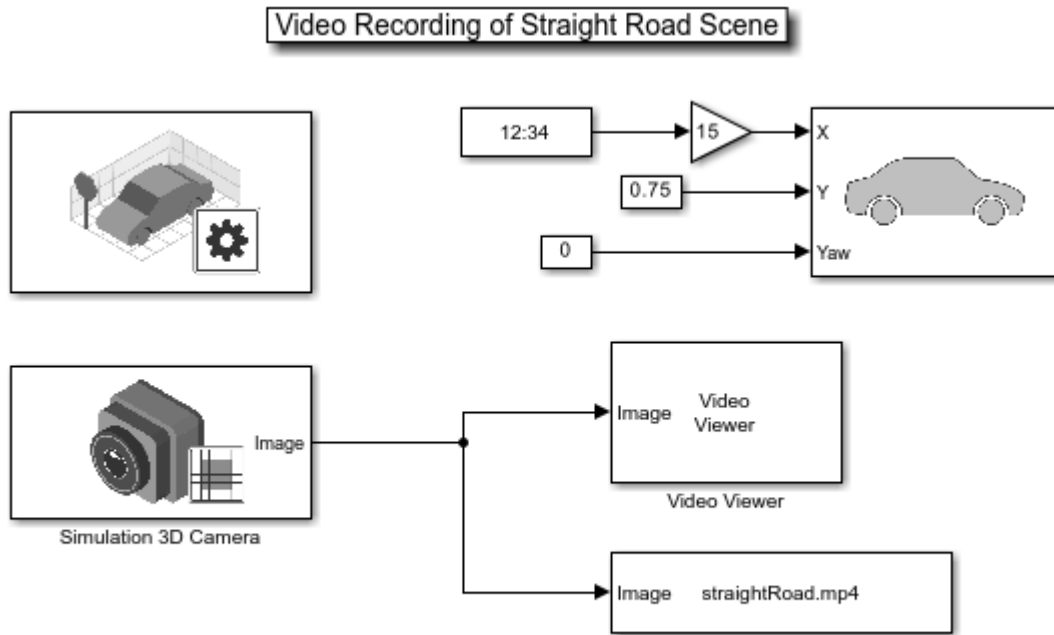 Video Recording of Straight Road Scene
12:34
15
X
0.75
Y
0
Yaw
Image
Simulation 3D Camera
Image
Video
Viewer
Video Viewer
Image
straightRoad.mp4